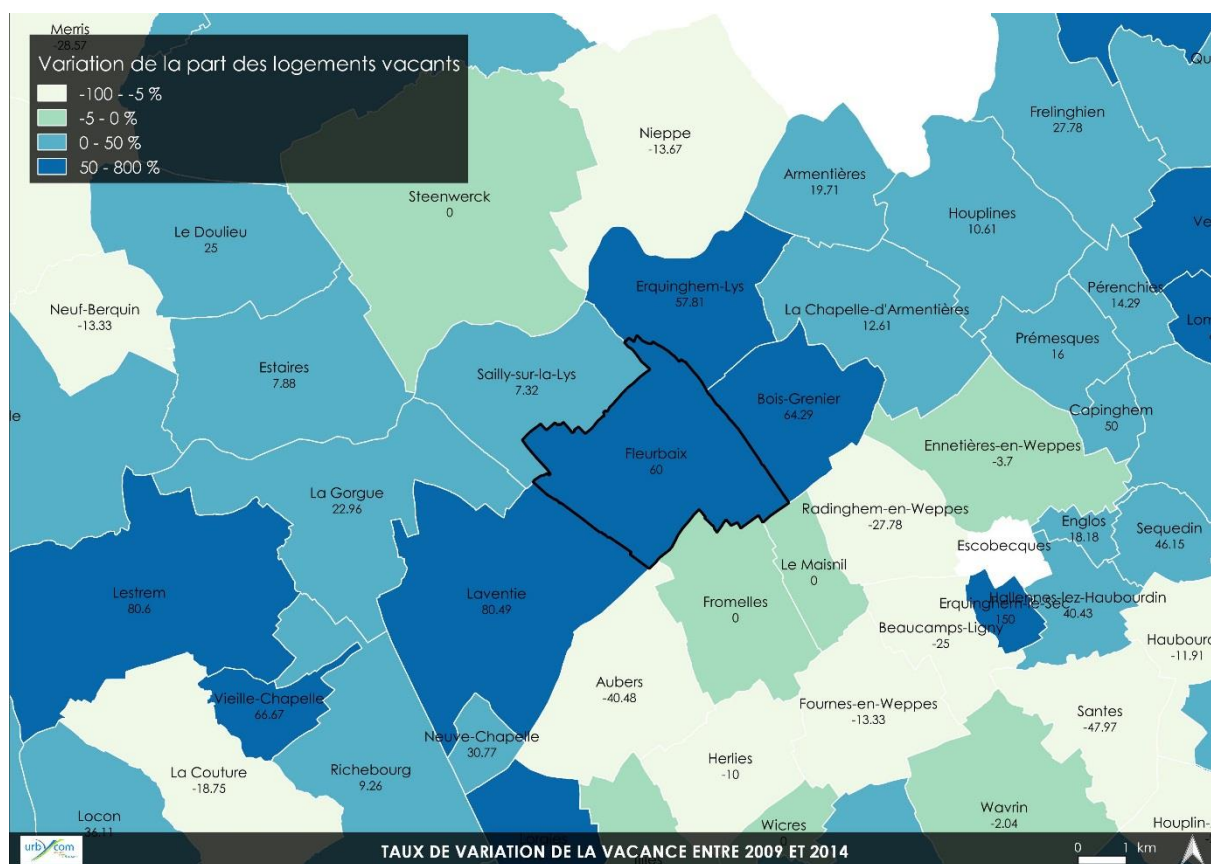 Merris
-28.57
Variation de la part des logements vacants
-100 - -5 %
-5 - 0 %
0 - 50 %
50 - 800 %
Nieppe
-13.67
Frelinghien
27.78
Armentières
19.71
Steenwerck
0
Houplines
10.61
Le Doulieu
25
Pérenchies
14.29
Erquinghem-Lys
57.81
Neuf-Berquin
-13.33
La Chapelle-d'Armentières
12.61
Prémesques
16
Estaires
7.88
Sailly-sur-la-Lys
7.32
Bois-Grenier
64.29
Capinghem
50
Ennetières-en-Weppes
-3.7
Fleurbaix
60
La Gorgue
22.96
Radinghem-en-Weppes
-27.78
Englos
18.18
Sequedin
46.15
Escobecques
Le Maisnil
0
Lestrem
80.6
Laventie
80.49
Fromelles
0
Hallennes-lez-Haubourdin
40.43
Erquinghem-le-Sec
150
Beaucamps-Ligny
-25
Haubourd
-11.91
Aubers
-40.48
Vieille-Chapelle
66.67
Fournes-en-Weppes
-13.33
Santes
-47.97
Neuve-Chapelle
30.77
Herlies
-10
La Couture
-18.75
Richebourg
9.26
Locon
36.11
Wavrin
-2.04
Wicres
0
Houplin-
urbycom
TAUX DE VARIATION DE LA VACANCE ENTRE 2009 ET 2014
0 1 km